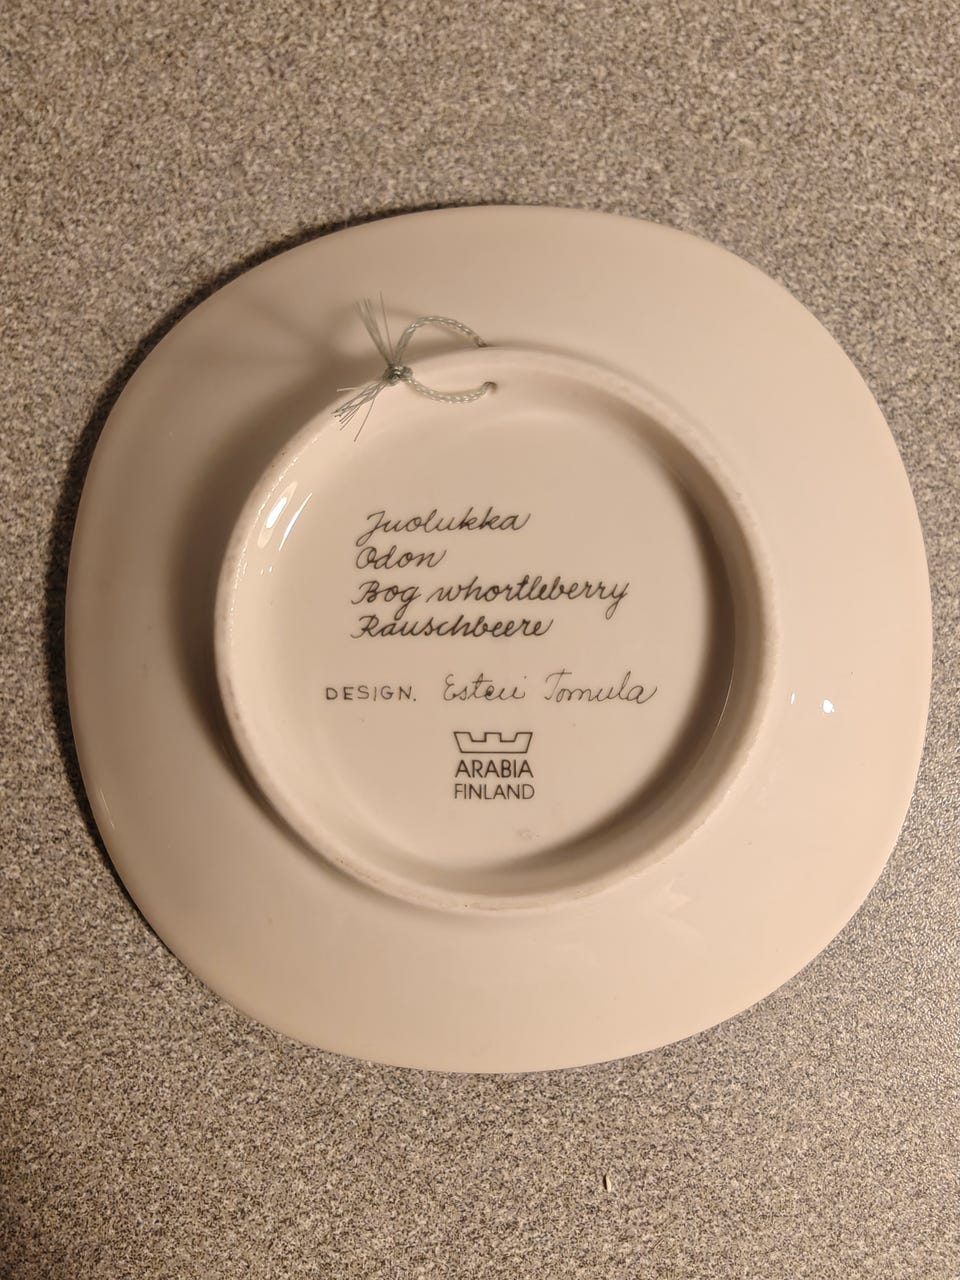 Juolukka
Odon
Bog whortleberry
Rauschbeere
DESIGN. Esteri Tomula
ARABIA
FINLAND